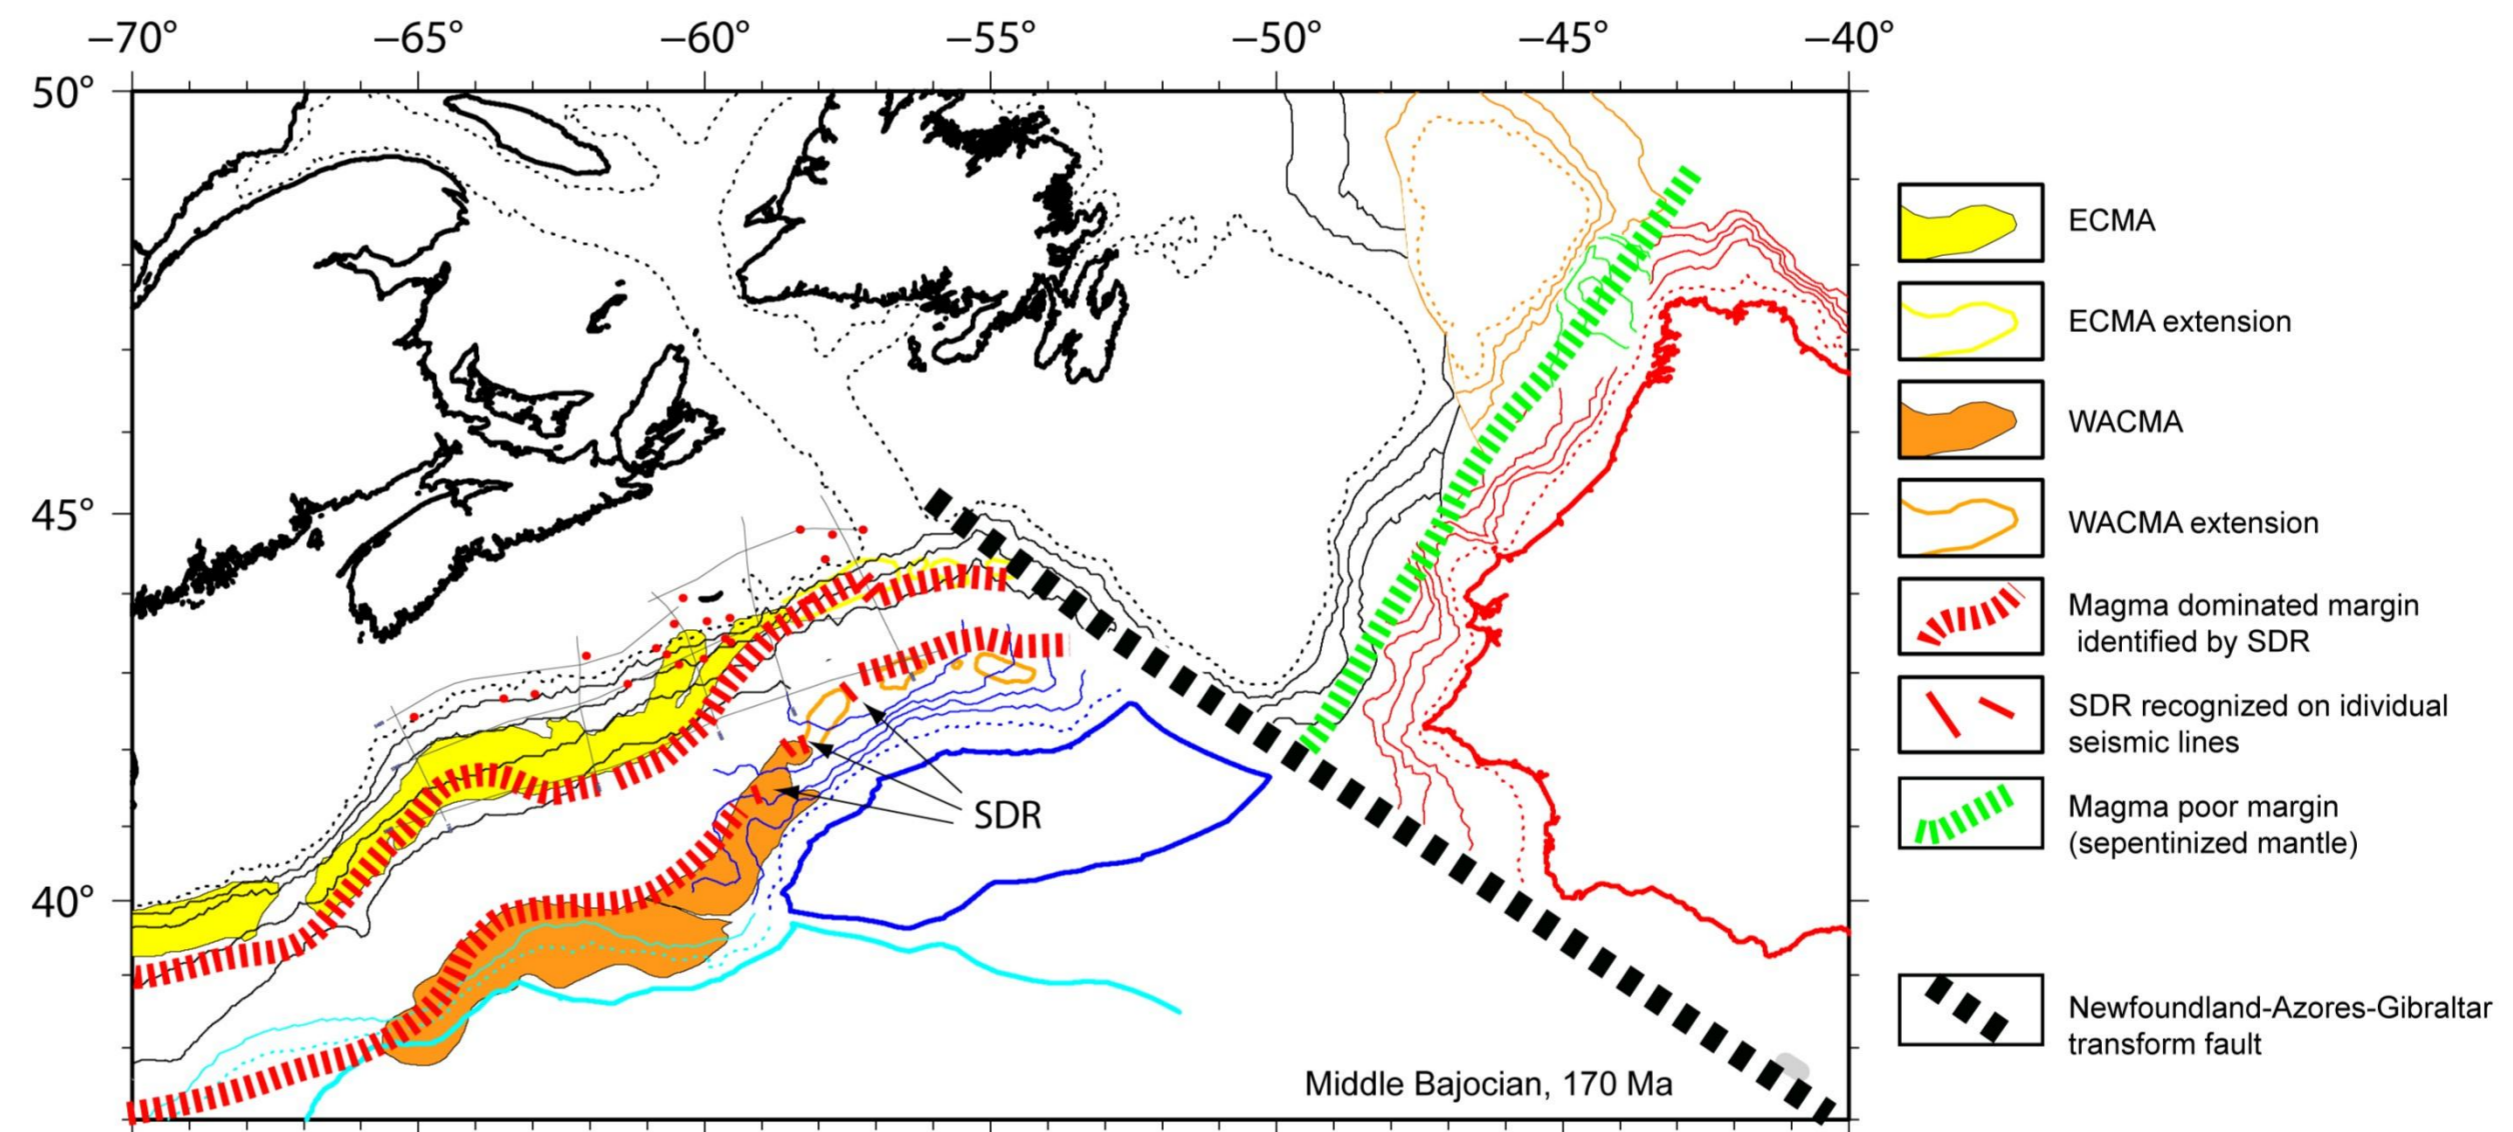 −70° −65° −60° −55° −50° −45° −40°
50°
45°
40°
SDR
Middle Bajocian, 170 Ma
ECMA
ECMA extension
WACMA
WACMA extension
Magma dominated margin
identified by SDR
SDR recognized on idividual
seismic lines
Magma poor margin
(sepentinized mantle)
Newfoundland-Azores-Gibraltar
transform fault